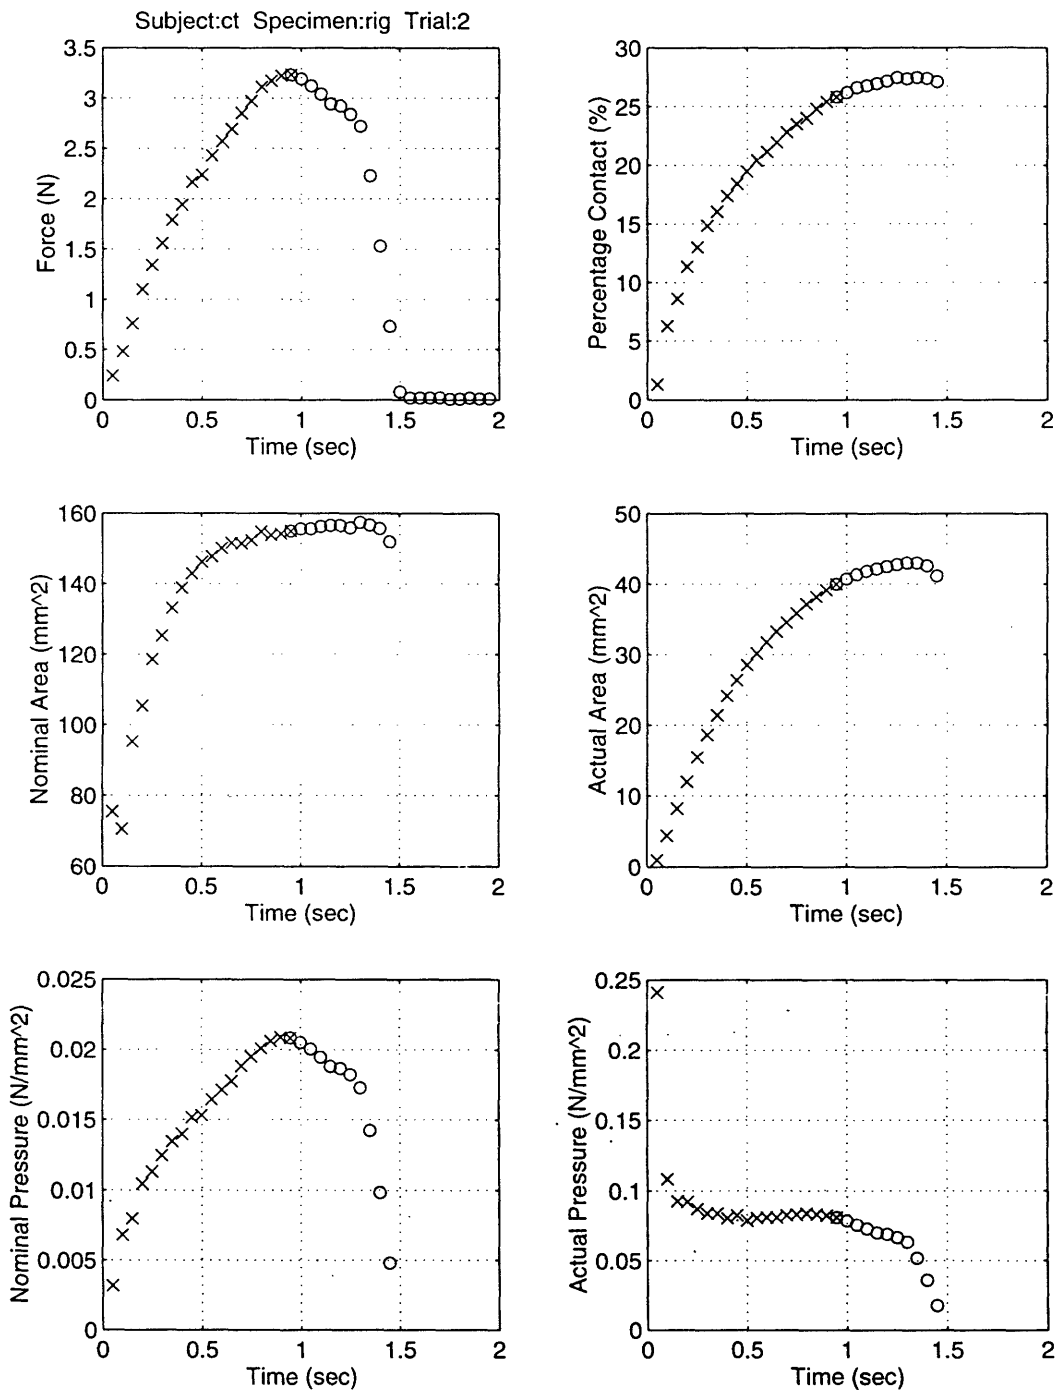 Subject:ct Specimen:rig Trial:2
3.5
3
2.5
2
1.5
1
0.5
0
Force (N)
0 0.5 1 1.5 2
Time (sec)
30
25
20
15
10
5
0
Percentage Contact (%)
0 0.5 1 1.5 2
Time (sec)
160
140
120
100
80
60
Nominal Area (mm^2)
0 0.5 1 1.5 2
Time (sec)
50
40
30
20
10
0
Actual Area (mm^2)
0 0.5 1 1.5 2
Time (sec)
0.025
0.02
0.015
0.01
0.005
0
Nominal Pressure (N/mm^2)
0 0.5 1 1.5 2
Time (sec)
0.25
0.2
0.15
0.1
0.05
0
Actual Pressure (N/mm^2)
0 0.5 1 1.5 2
Time (sec)